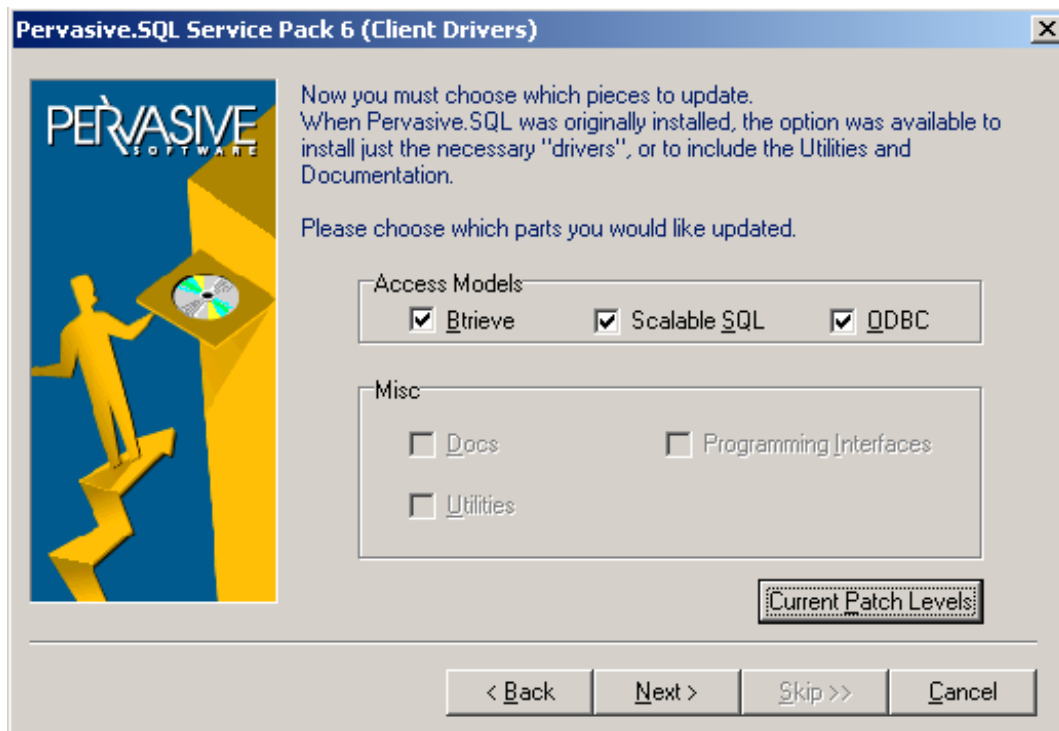 Pervasive.SQL Service Pack 6 (Client Drivers)
PERVASIVE
SOFTWARE
Now you must choose which pieces to update.
When Pervasive.SQL was originally installed, the option was available to
install just the necessary "drivers", or to include the Utilities and
Documentation.
Please choose which parts you would like updated.
Access Models
Btrieve Scalable SQL ODBC
Misc
Docs Programming Interfaces
Utilities
Current Patch Levels
< Back Next > Skip >> Cancel